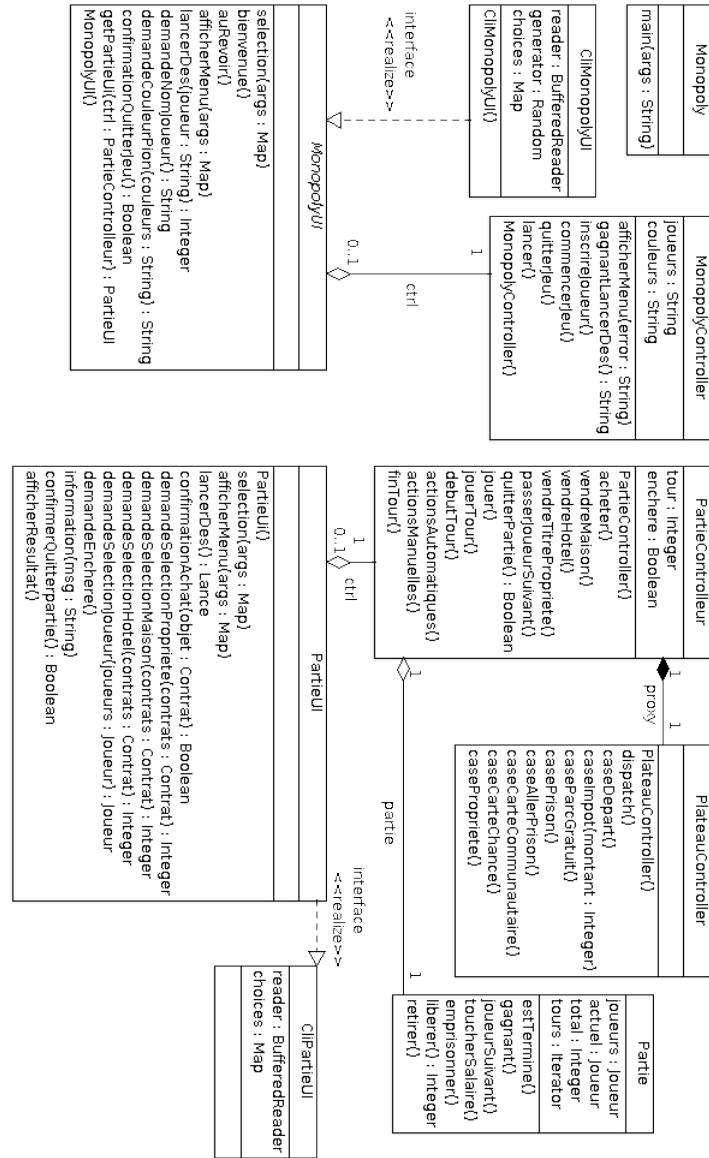 Monopoly
main(args : String)
CliMonopolyUI
reader : BufferedReader
generator : Random
choices : Map
CliMonopolyUI()
interface
<<realize>>
MonopolyUI
selection(args : Map)
bienvenue()
auRevoir()
afficherMenu(args : Map)
lancerDes(joueur : String) : Integer
demandeNomJoueur() : String
demandeCouleurPion(couleurs : String) : String
confirmationQuitterJeu() : Boolean
getPartieUI(ctrl : PartieControlleur) : PartieUI
MonopolyUI()
MonopolyController
joueurs : String
couleurs : String
afficherMenu(error : String)
gagnantLancerDes() : String
inscrireJoueur()
commencerJeu()
quitterJeu()
lancer()
MonopolyController()
1
ctrl
0..1
PartieControlleur
tour : Integer
enchere : Boolean
PartieController()
acheter()
vendreMaison()
vendreHotel()
vendreTitrePropriete()
passerJoueurSuivant()
quitterPartie() : Boolean
jouer()
jouerTour()
debutTour()
actionsAutomatiques()
actionsManuelles()
finTour()
1
ctrl
0..1
PartieUI
PartieUi()
selection(args : Map)
afficherMenu(args : Map)
lancerDes() : Lance
confirmationAchat(objet : Contrat) : Boolean
demandeSelectionPropriete(contrats : Contrat) : Integer
demandeSelectionMaison(contrats : Contrat) : Integer
demandeSelectionHotel(contrats : Contrat) : Integer
demandeSelectionJoueur(joueurs : Joueur) : Joueur
demandeEnchere()
information(msg : String)
confirmerQuitterpartie() : Boolean
afficherResultat()
1
proxy
1
PlateauController
PlateauController()
dispatch()
caseDepart()
caseImpot(montant : Integer)
caseParcGratuit()
casePrison()
caseAllerPrison()
caseCarteCommunautaire()
caseCarteChance()
casePropriete()
1
partie
1
Partie
joueurs : Joueur
actuel : Joueur
total : Integer
tours : Iterator
estTermine()
gagnant()
joueurSuivant()
toucherSalaire()
emprisonner()
liberer() : Integer
retirer()
interface
<<realize>>
CliPartieUI
reader : BufferedReader
choices : Map